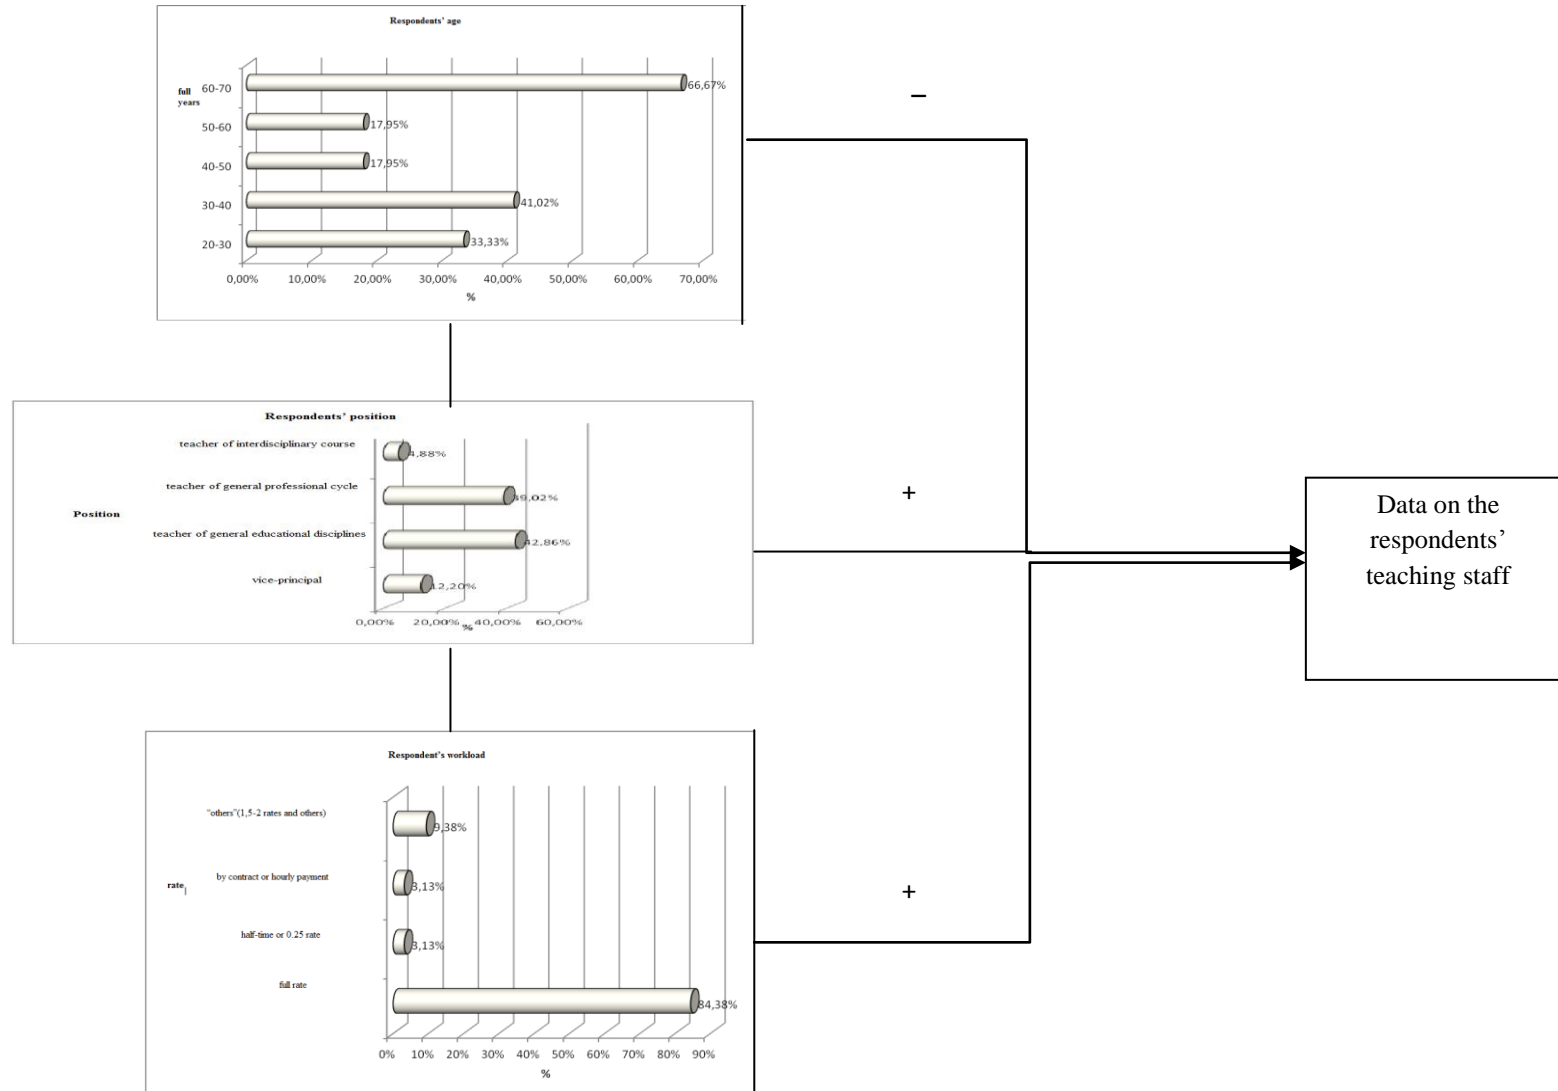 Respondents' age
full
years
60-70
66,67%
50-60
17,95%
40-50
17,95%
30-40
41,02%
20-30
33,33%
0,00% 10,00% 20,00% 30,00% 40,00% 50,00% 60,00% 70,00%
%
–
Respondents' position
teacher of interdisciplinary course
4,88%
teacher of general professional cycle
39,02%
Position
teacher of general educational disciplines
42,86%
vice-principal
12,20%
0,00% 20,00% 40,00% 60,00%
%
+
Data on the
respondents'
teaching staff
Respondent's workload
"others"(1,5-2 rates and others)
9,38%
by contract or hourly payment
3,13%
rate
half-time or 0.25 rate
3,13%
full rate
84,38%
0% 10% 20% 30% 40% 50% 60% 70% 80% 90%
%
+